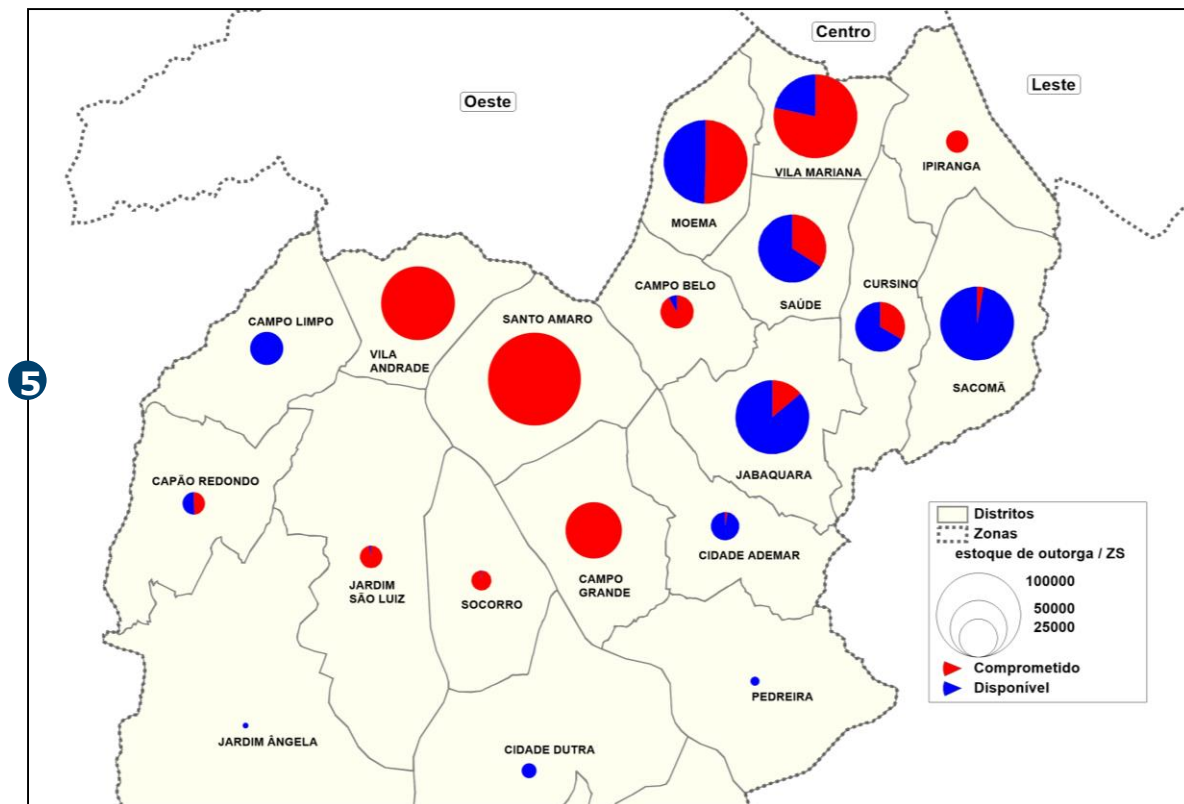 Centro
Leste
Oeste
IPIRANGA
VILA MARIANA
MOEMA
CURSINO
CAMPO BELO
SAÚDE
SANTO AMARO
CAMPO LIMPO
VILA
ANDRADE
SACOMÃ
5
JABAQUARA
CAPÃO REDONDO
CIDADE ADEMAR
JARDIM
SÃO LUIZ
SOCORRO
CAMPO
GRANDE
PEDREIRA
JARDIM ÂNGELA
CIDADE DUTRA
Distritos
Zonas
estoque de outorga / ZS
100000
50000
25000
Comprometido
Disponível